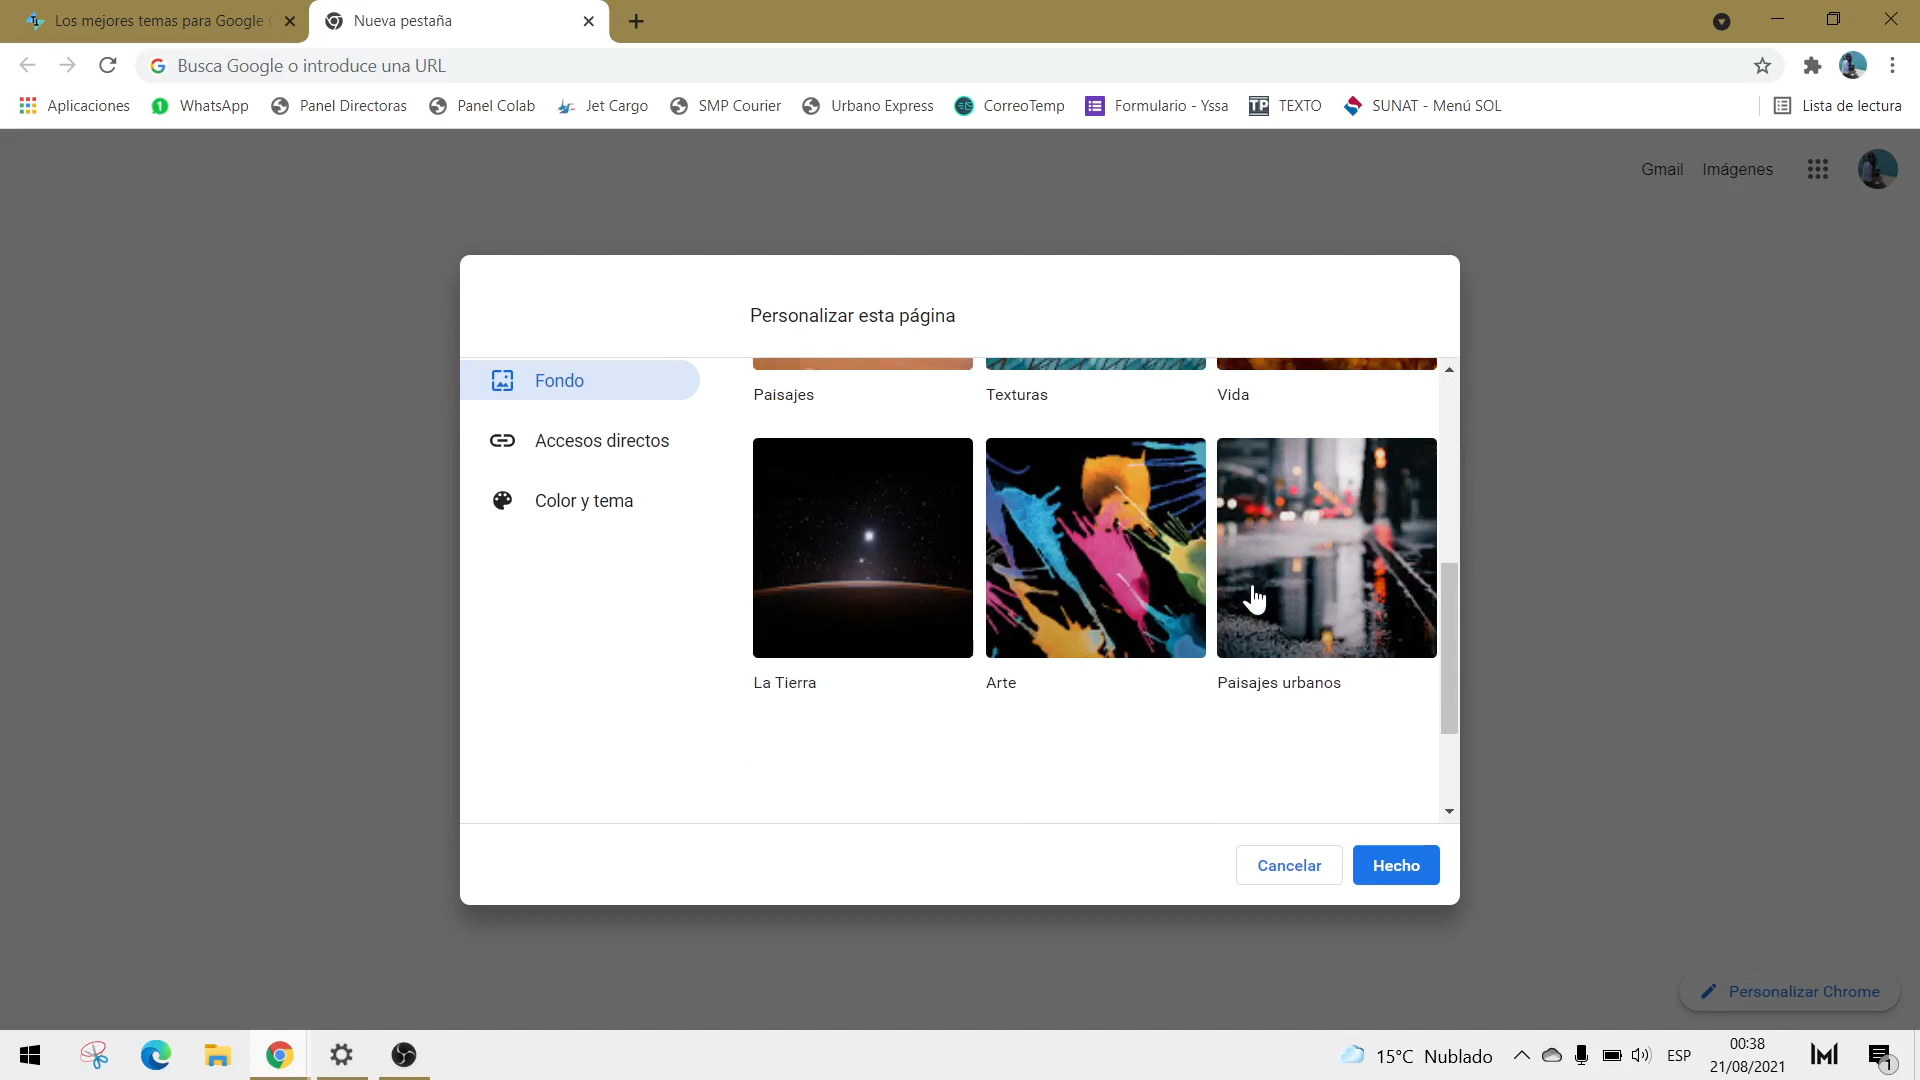 Los mejores temas para Google
Nueva pestaña
Busca Google o introduce una URL
Aplicaciones
WhatsApp
Panel Directoras
Panel Colab
Jet Cargo
SMP Courier
Urbano Express
CorreoTemp
Formulario - Yssa
TP TEXTO
SUNAT - Menú SOL
Lista de lectura
Gmail Imágenes
Personalizar esta página
Fondo
Accesos directos
Color y tema
Paisajes
Texturas
Vida
La Tierra
Arte
Paisajes urbanos
Cancelar
Hecho
Personalizar Chrome
15°C Nublado
ESP
00:38
21/08/2021
1